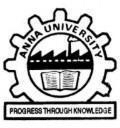 ANNA UNIVERSITY
PROGRESS THROUGH KNOWLEDGE